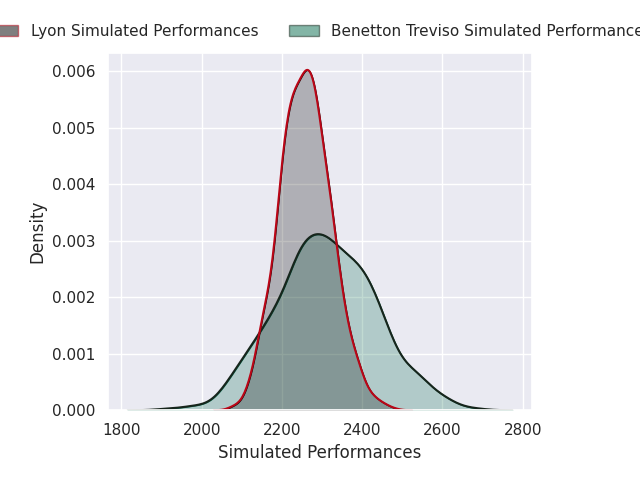 Lyon Simulated Performances
Benetton Treviso Simulated Performance
0.006
0.005
0.004
0.003
0.002
0.001
0.000
Density
1800 2000 2200 2400 2600 2800
Simulated Performances